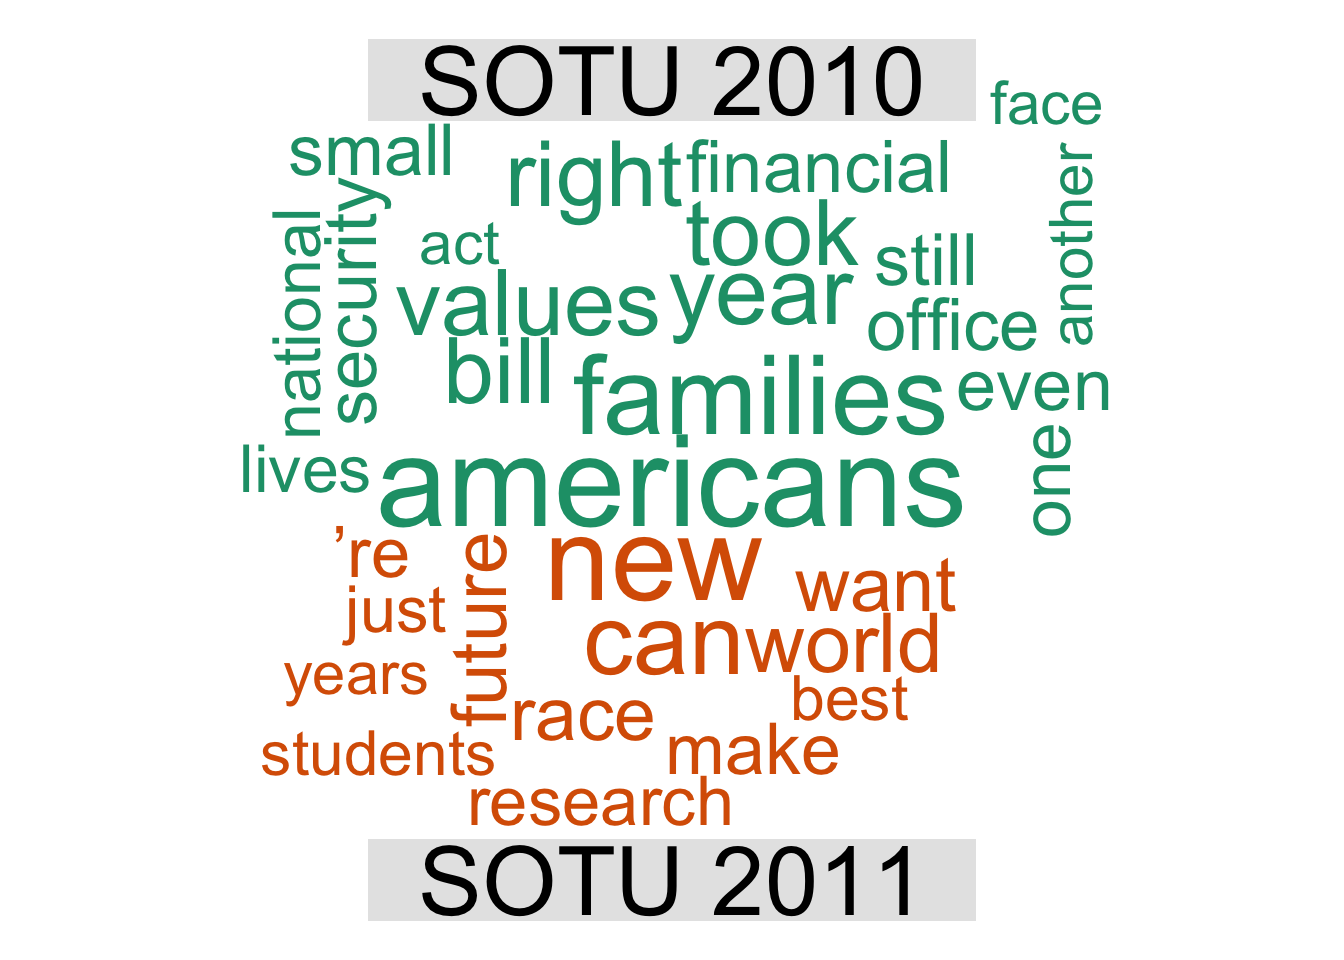 SOTU 2010
face
small
right
financial
another
national
security
act
took
still
values
year
office
bill
families
even
lives
americans
one
’re
future
new
want
just
can
world
years
race
best
students
make
research
SOTU 2011